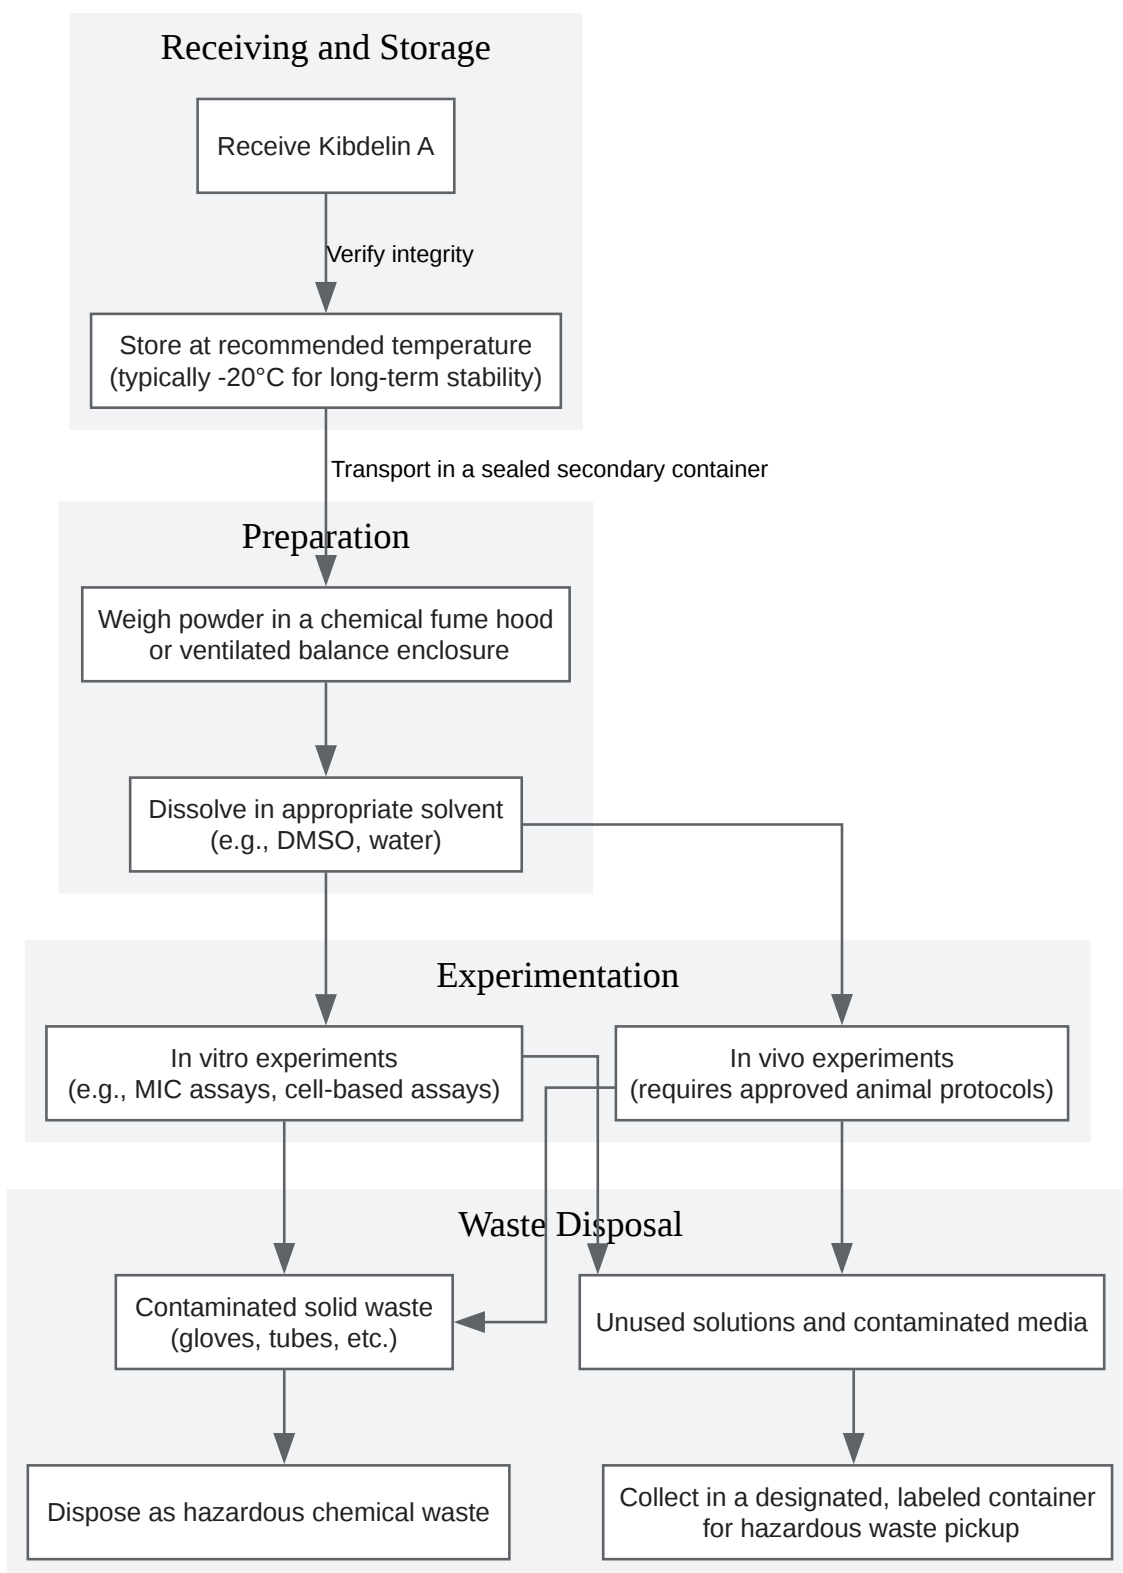 Receiving and Storage
Receive Kibdelin A
Verify integrity
Store at recommended temperature
(typically -20°C for long-term stability)
Transport in a sealed secondary container
Preparation
Weigh powder in a chemical fume hood
or ventilated balance enclosure
Dissolve in appropriate solvent
(e.g., DMSO, water)
Experimentation
In vitro experiments
(e.g., MIC assays, cell-based assays)
In vivo experiments
(requires approved animal protocols)
Waste Disposal
Contaminated solid waste
(gloves, tubes, etc.)
Unused solutions and contaminated media
Dispose as hazardous chemical waste
Collect in a designated, labeled container
for hazardous waste pickup